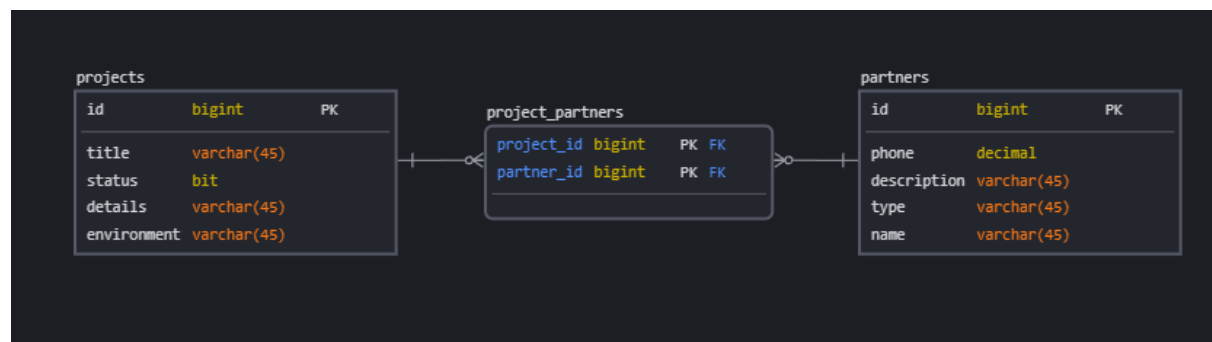 projects
id bigint PK
title varchar(45)
status bit
details varchar(45)
environment varchar(45)
project_partners
project_id bigint PK FK
partner_id bigint PK FK
partners
id bigint PK
phone decimal
description varchar(45)
type varchar(45)
name varchar(45)